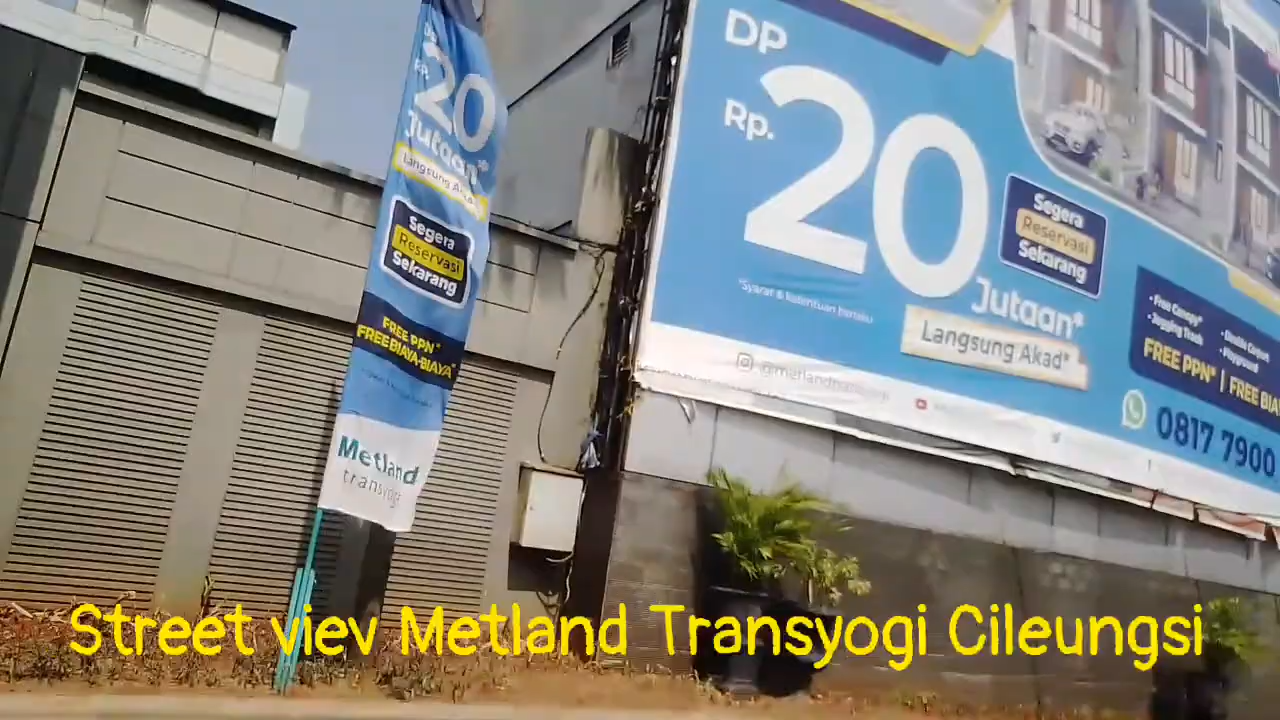 Rp.
20
Jutaan*
Langsung Akad*
Segera
Reservasi
Sekarang
FREE PPN*
FREE BIAYA-BIAYA*
Metland
transyogi
DP
Rp.
20
Jutaan*
Langsung Akad*
Segera
Reservasi
Sekarang
*Syarat & ketentuan berlaku
• Free Canopy*
• Jogging Track
• Double Carport
• Playground
FREE PPN* | FREE BIA
0817 7900
Street viev Metland Transyogi Cileungsi